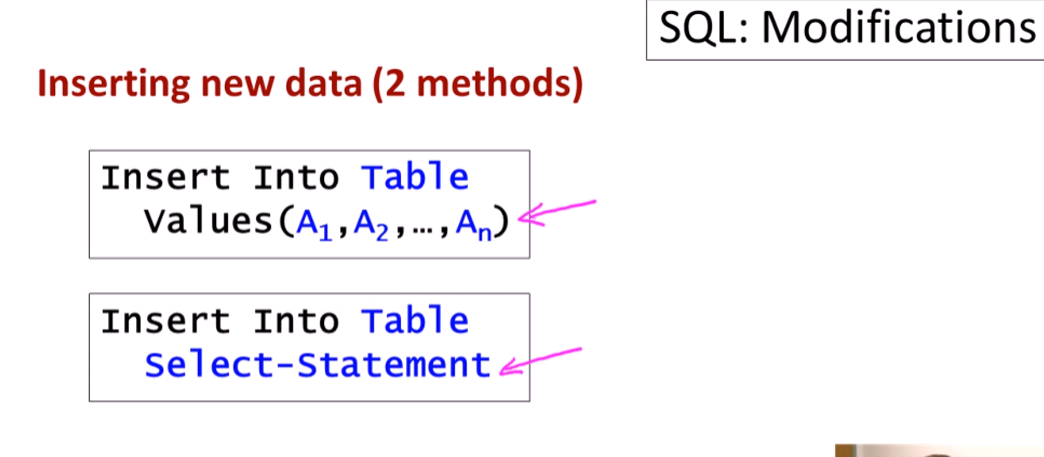 SQL: Modifications
Inserting new data (2 methods)
Insert Into Table
Values(A₁,A₂,…,Aₙ)
Insert Into Table
Select-Statement